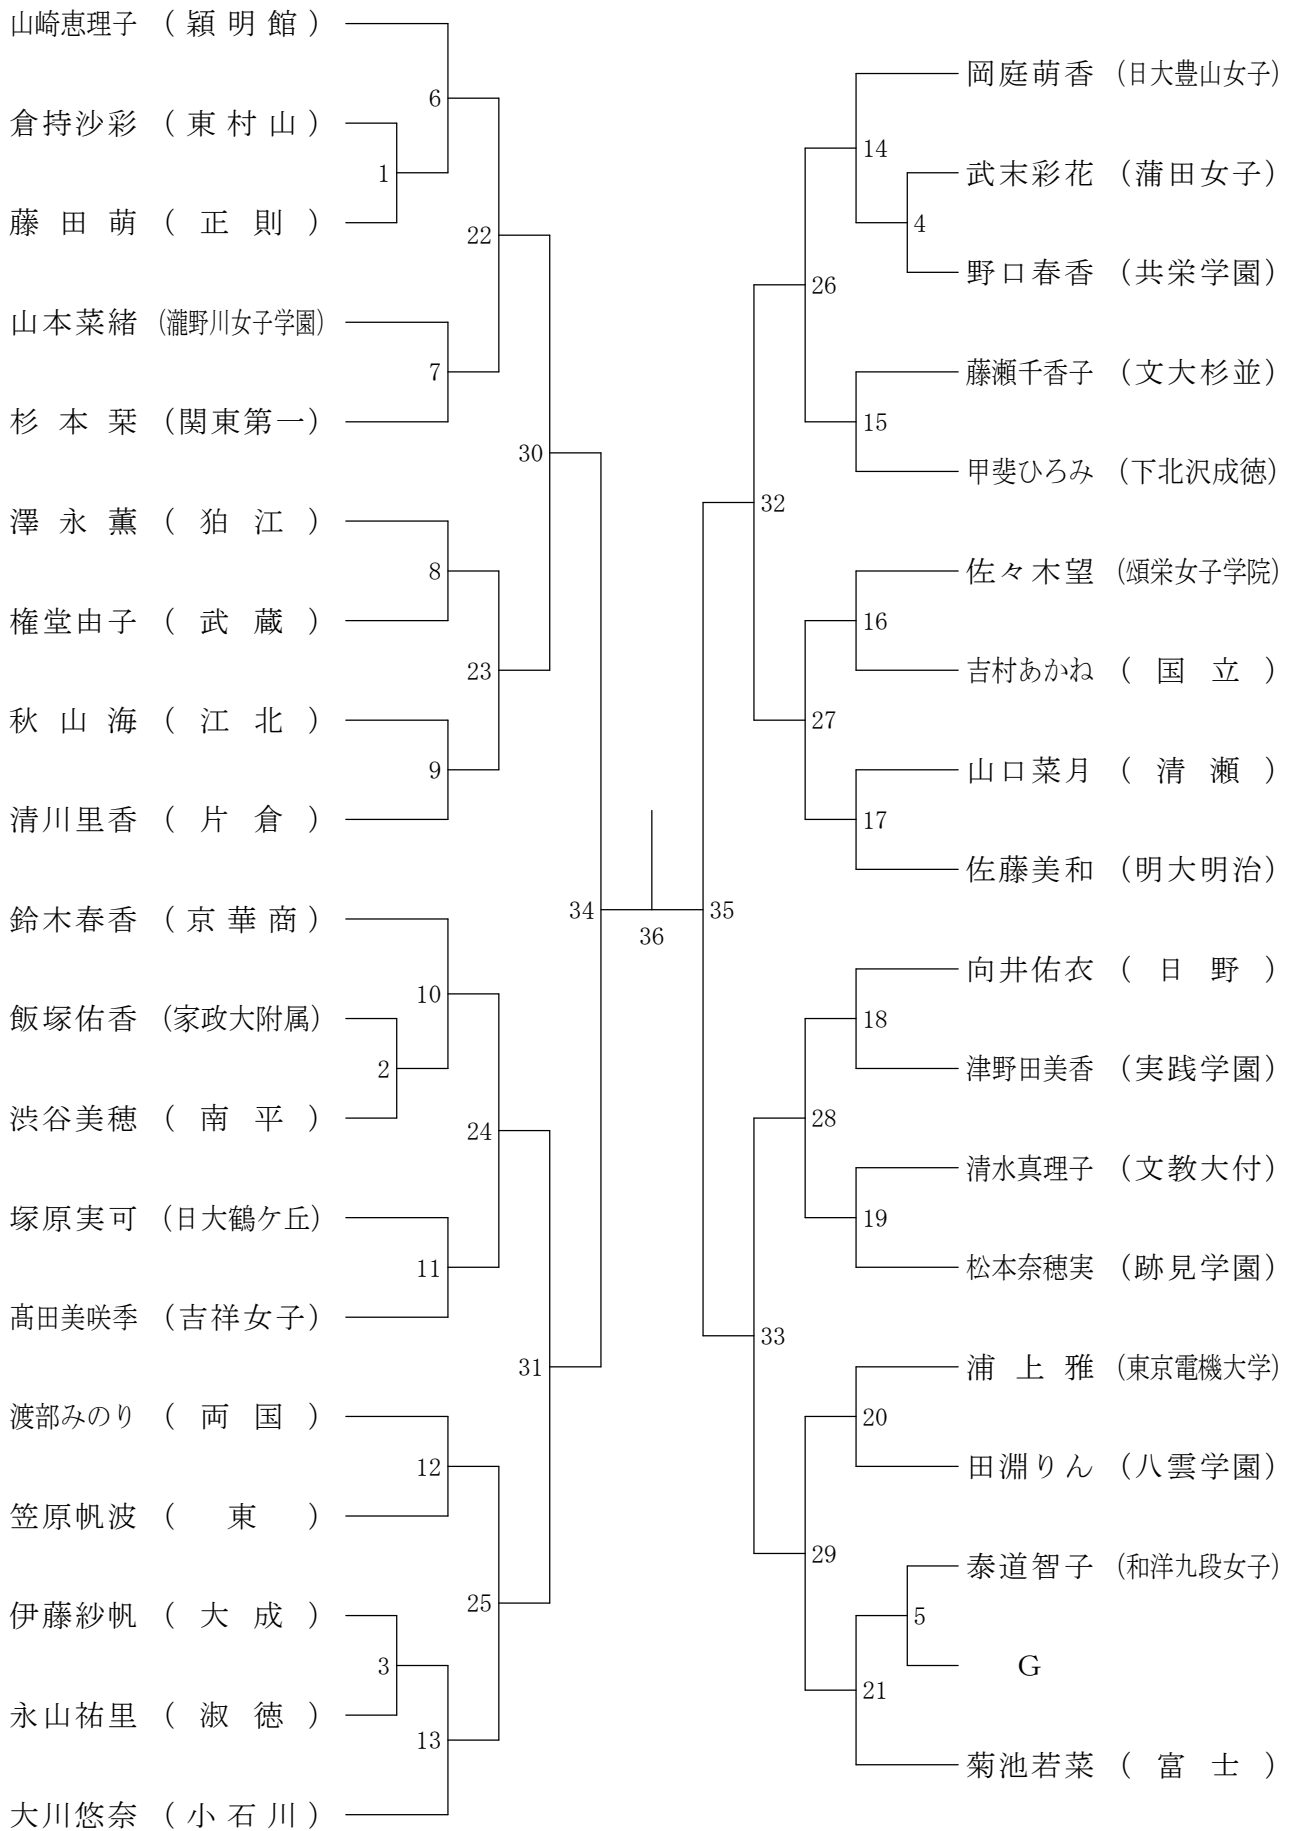 山崎恵理子 （穎明館）
倉持沙彩 （東村山）
藤田萌 （正則）
山本菜緒 （瀧野川女子学園）
杉本栞 （関東第一）
澤永薫 （狛江）
権堂由子 （武蔵）
秋山海 （江北）
清川里香 （片倉）
鈴木春香 （京華商）
飯塚佑香 （家政大附属）
渋谷美穂 （南平）
塚原実可 （日大鶴ケ丘）
髙田美咲季 （吉祥女子）
渡部みのり （両国）
笠原帆波 （東）
伊藤紗帆 （大成）
永山祐里 （淑徳）
大川悠奈 （小石川）
6
1
22
7
30
8
23
9
34
10
2
24
11
31
12
25
3
13
36
35
14
4
26
15
32
16
27
17
18
28
19
33
20
29
5
21
岡庭萌香 （日大豊山女子）
武末彩花 （蒲田女子）
野口春香 （共栄学園）
藤瀬千香子 （文大杉並）
甲斐ひろみ （下北沢成徳）
佐々木望 （頌栄女子学院）
吉村あかね （国立）
山口菜月 （清瀬）
佐藤美和 （明大明治）
向井佑衣 （日野）
津野田美香 （実践学園）
清水真理子 （文教大付）
松本奈穂実 （跡見学園）
浦上雅 （東京電機大学）
田淵りん （八雲学園）
泰道智子 （和洋九段女子）
G
菊池若菜 （富士）